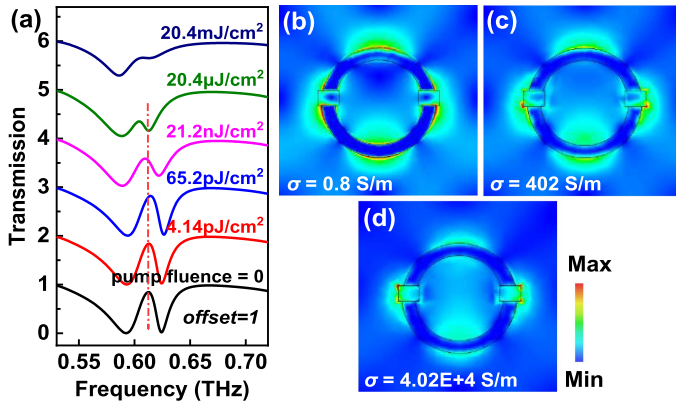 (a)
6
5
4
3
2
1
0
Transmission
20.4mJ/cm²
20.4μJ/cm²
21.2nJ/cm²
65.2pJ/cm²
4.14pJ/cm²
pump fluence = 0
offset=1
0.55 0.60 0.65 0.70
Frequency (THz)
(b)
σ = 0.8 S/m
(c)
σ = 402 S/m
(d)
σ = 4.02E+4 S/m
Max
Min